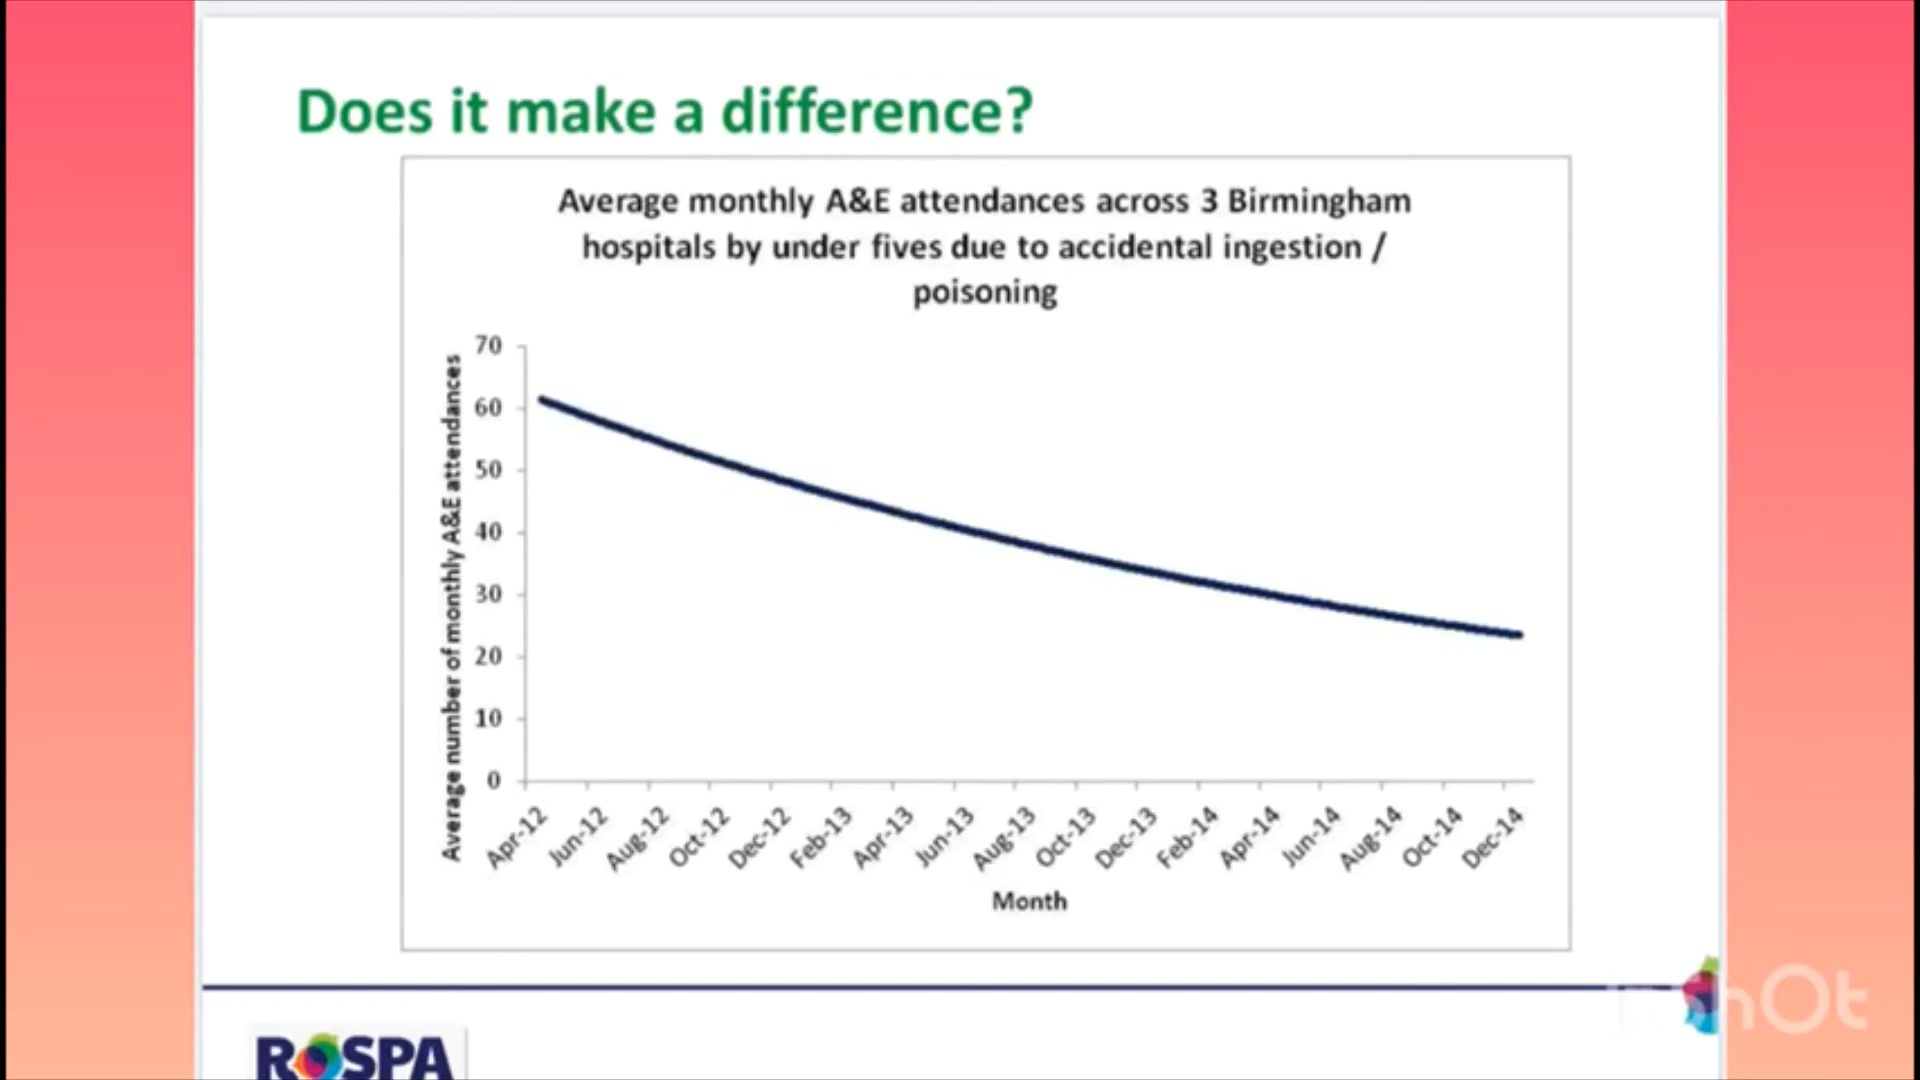 Does it make a difference?
Average monthly A&E attendances across 3 Birmingham
hospitals by under fives due to accidental ingestion /
poisoning
Average number of monthly A&E attendances
70
60
50
40
30
20
10
0
Apr-12
Jun-12
Aug-12
Oct-12
Dec-12
Feb-13
Apr-13
Jun-13
Aug-13
Oct-13
Dec-13
Feb-14
Apr-14
Jun-14
Aug-14
Oct-14
Dec-14
Month
RoSPA